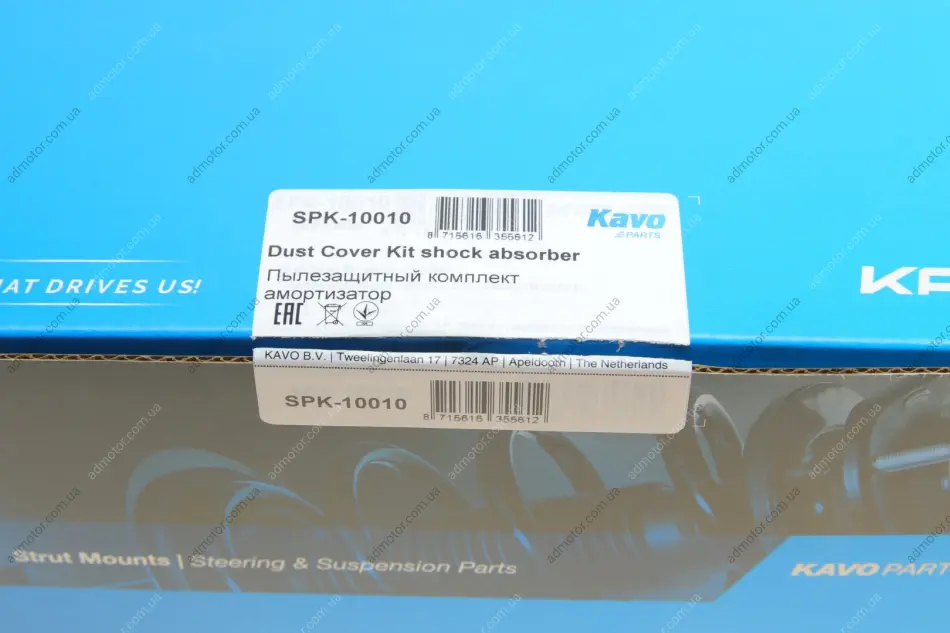 SPK-10010
8 715616 355612
Kavo
PARTS
Dust Cover Kit shock absorber
Пылезащитный комплект
амортизатор
EAC
AT DRIVES US!
KAVO B.V. | Tweelingenlaan 17 | 7324 AP | Apeldoorn | The Netherlands
SPK-10010
8 715616 355612
Strut Mounts | Steering & Suspension Parts
KAVO PART
admotor.com.ua